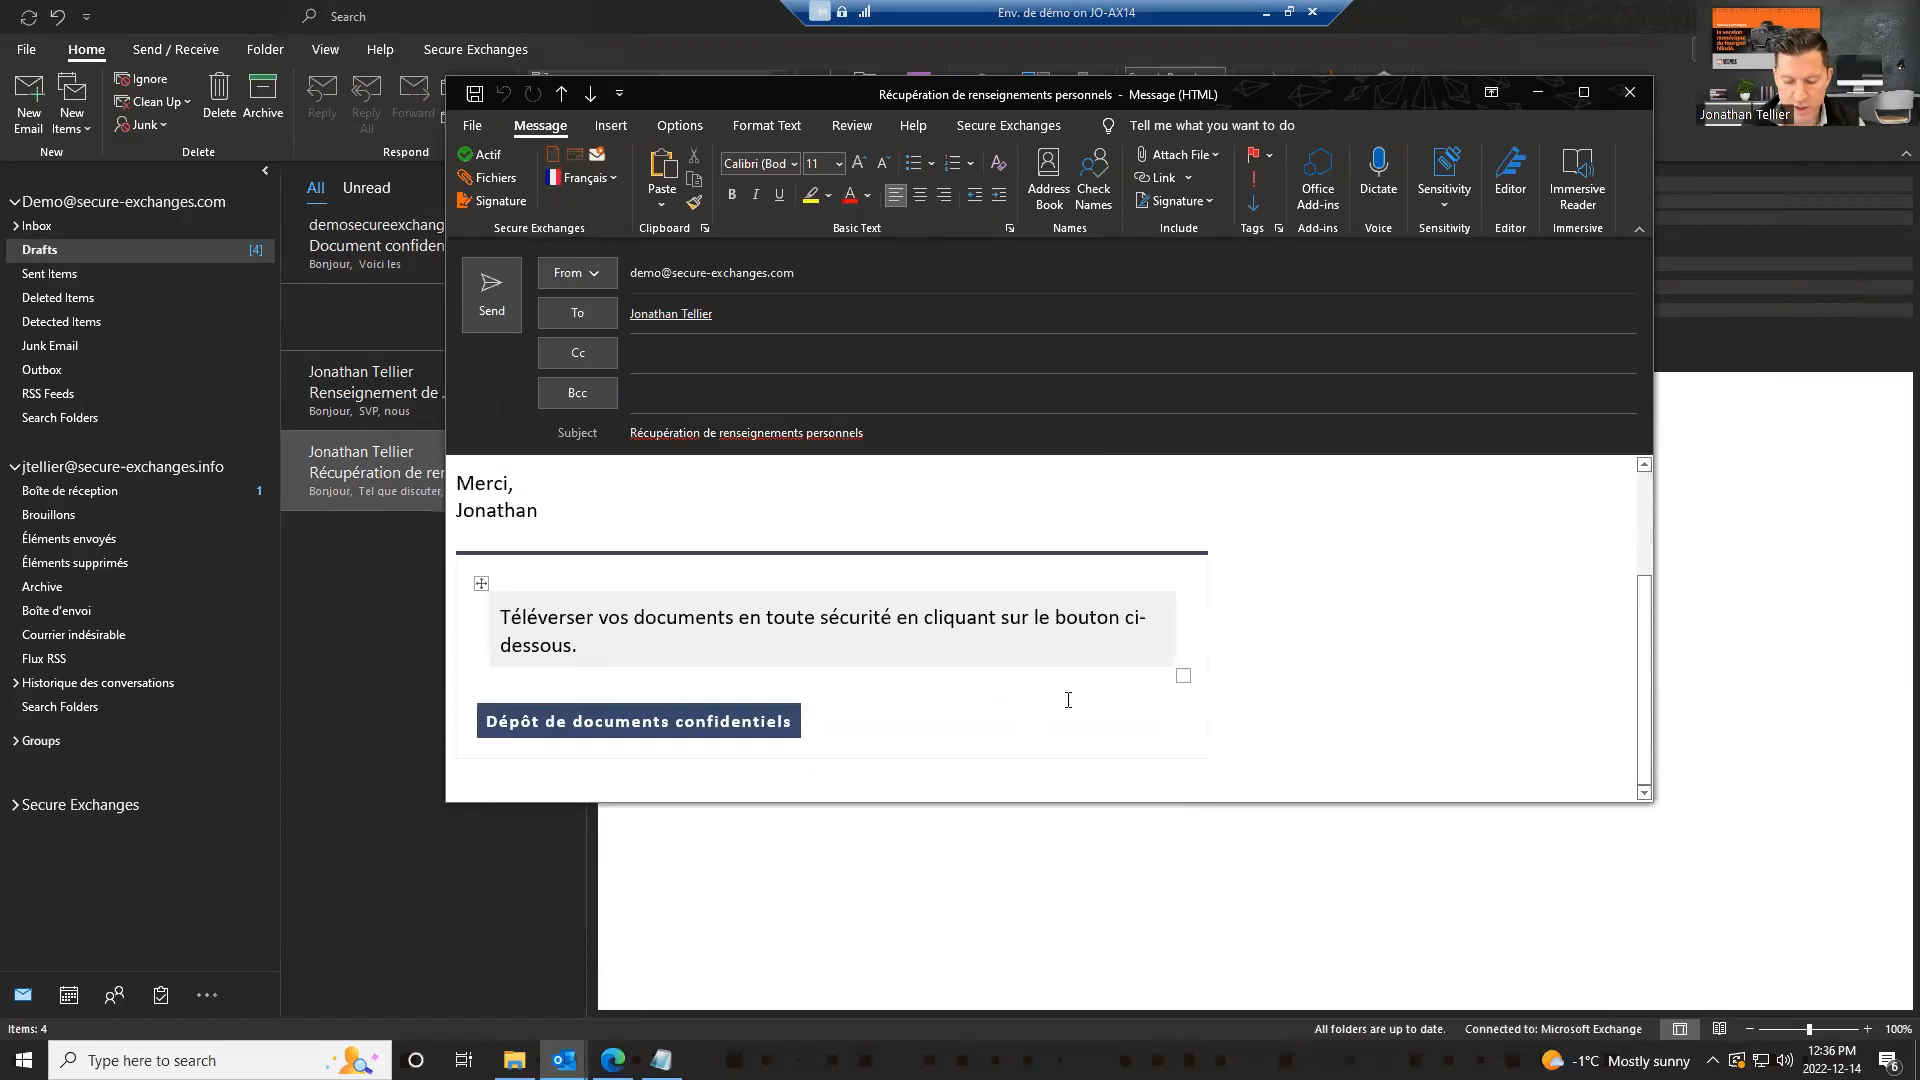 Search
Env. de démo on JO-AX14
File Home Send / Receive Folder View Help Secure Exchanges
Jonathan Tellier
New Email
New Items
Ignore
Clean Up
Junk
Delete
Archive
Reply
Reply All
Forward
New
Delete
Respond
Récupération de renseignements personnels - Message (HTML)
File Message Insert Options Format Text Review Help Secure Exchanges Tell me what you want to do
Actif
Fichiers
Signature
Français
Paste
Calibri (Bod
11
B I U
Address Book
Check Names
Attach File
Link
Signature
Office Add-ins
Dictate
Sensitivity
Editor
Immersive Reader
Secure Exchanges Clipboard Basic Text Names Include Tags Add-ins Voice Sensitivity Editor Immersive
Send
From
demo@secure-exchanges.com
To
Jonathan Tellier
Cc
Bcc
Subject
Récupération de renseignements personnels
Merci,
Jonathan
Téléverser vos documents en toute sécurité en cliquant sur le bouton ci-
dessous.
Dépôt de documents confidentiels
Demo@secure-exchanges.com
Inbox
Drafts [4]
Sent Items
Deleted Items
Detected Items
Junk Email
Outbox
RSS Feeds
Search Folders
jtellier@secure-exchanges.info
Boîte de réception 1
Brouillons
Éléments envoyés
Éléments supprimés
Archive
Boîte d'envoi
Courrier indésirable
Flux RSS
Historique des conversations
Search Folders
Groups
Secure Exchanges
All Unread
demosecureexchang
Document confiden
Bonjour, Voici les
Jonathan Tellier
Renseignement de .
Bonjour, SVP, nous
Jonathan Tellier
Récupération de rer
Bonjour, Tel que discuter,
Items: 4
All folders are up to date.
Connected to: Microsoft Exchange
100%
Type here to search
-1°C Mostly sunny
12:36 PM
2022-12-14
6